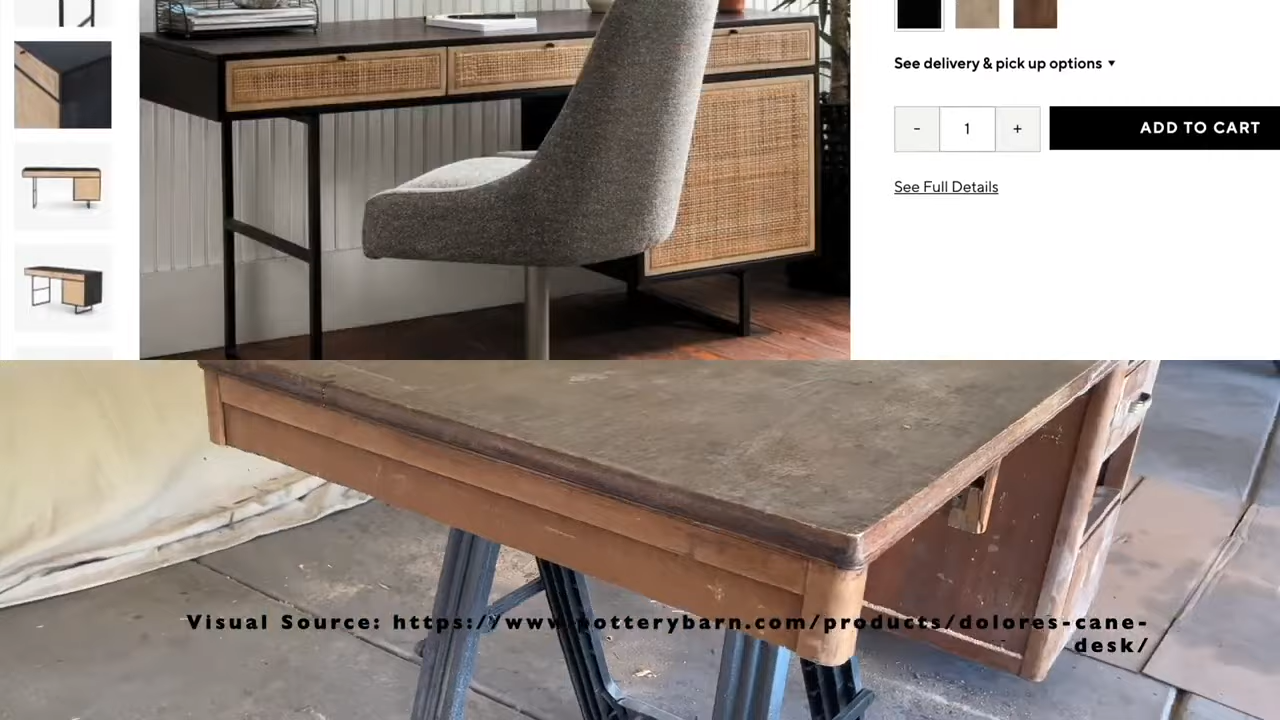 See delivery & pick up options
- 1 +
ADD TO CART
See Full Details
Visual Source: https://www.potterybarn.com/products/dolores-cane-
desk/